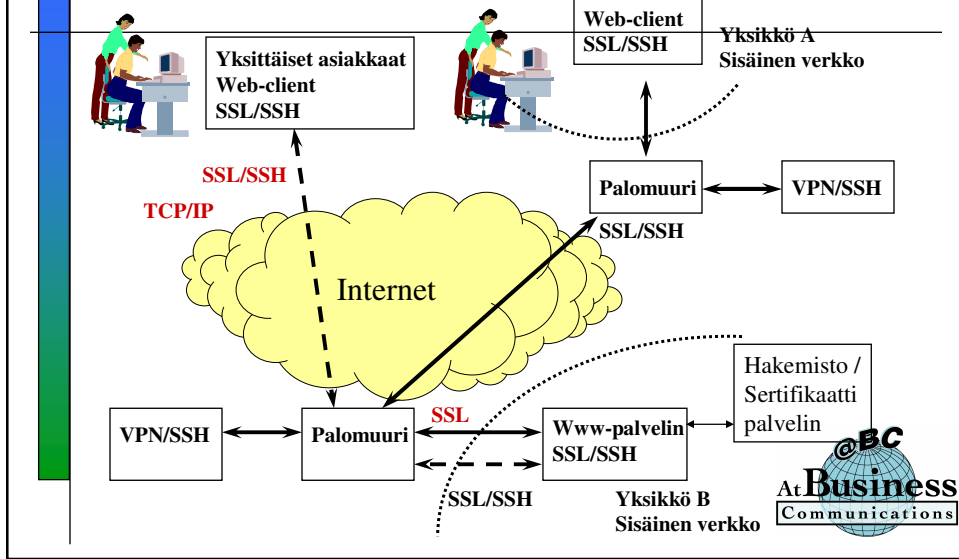 Web-client
SSL/SSH
Yksikkö A
Sisäinen verkko
Yksittäiset asiakkaat
Web-client
SSL/SSH
SSL/SSH
TCP/IP
Palomuuri
VPN/SSH
SSL/SSH
Internet
Hakemisto /
Sertifikaatti
palvelin
VPN/SSH
Palomuuri
SSL
Www-palvelin
SSL/SSH
SSL/SSH
Yksikkö B
Sisäinen verkko
@BC
At Business
Communications